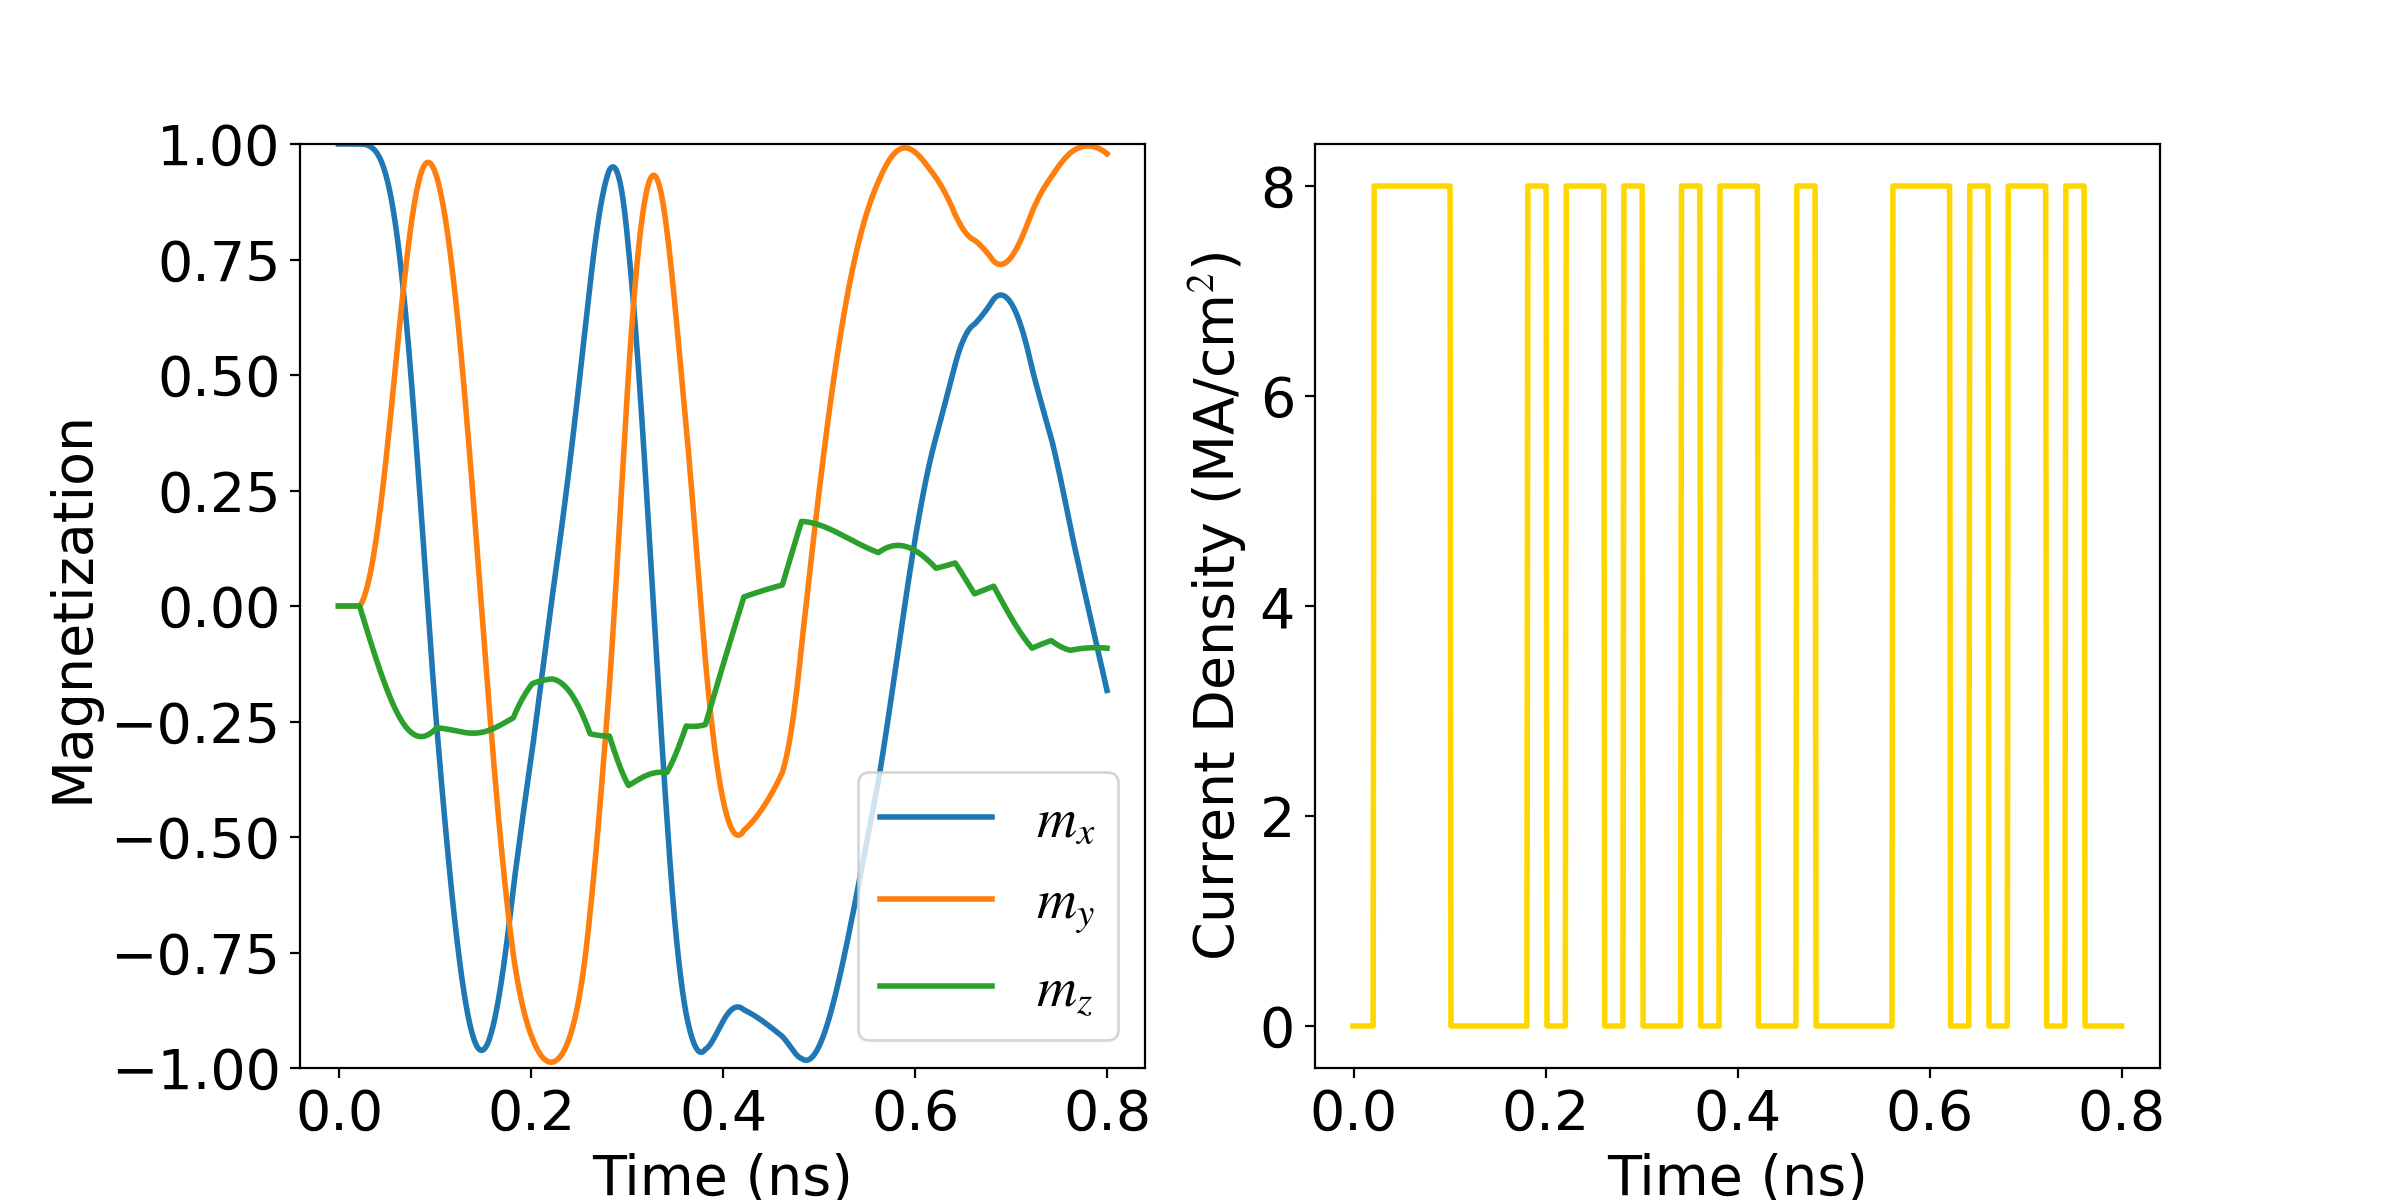 Magnetization
1.00
0.75
0.50
0.25
0.00
−0.25
−0.50
−0.75
−1.00
0.0 0.2 0.4 0.6 0.8
Time (ns)
m_x
m_y
m_z
Current Density (MA/cm²)
8
6
4
2
0
0.0 0.2 0.4 0.6 0.8
Time (ns)